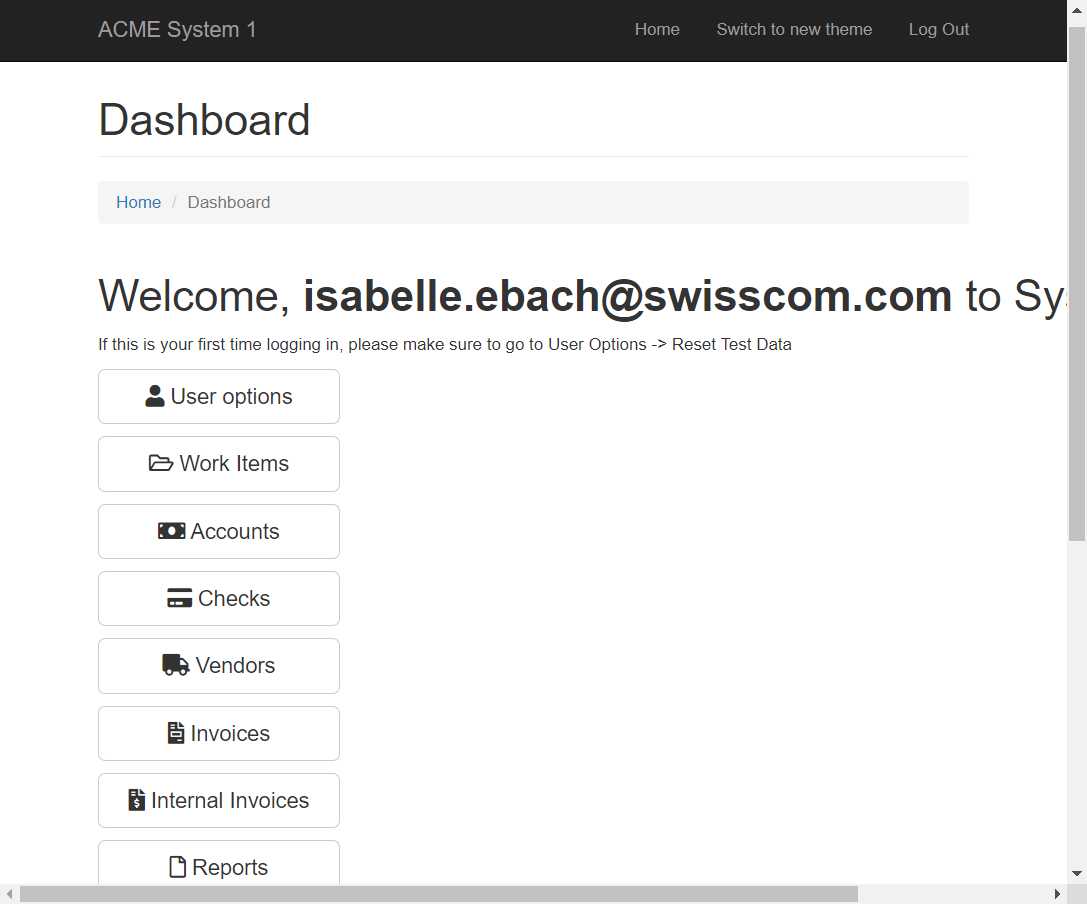 ACME System 1 Home Switch to new theme Log Out
Dashboard
Home / Dashboard
Welcome, isabelle.ebach@swisscom.com to
If this is your first time logging in, please make sure to go to User Options -> Reset Test Data
User options
Work Items
Accounts
Checks
Vendors
Invoices
Internal Invoices
Reports